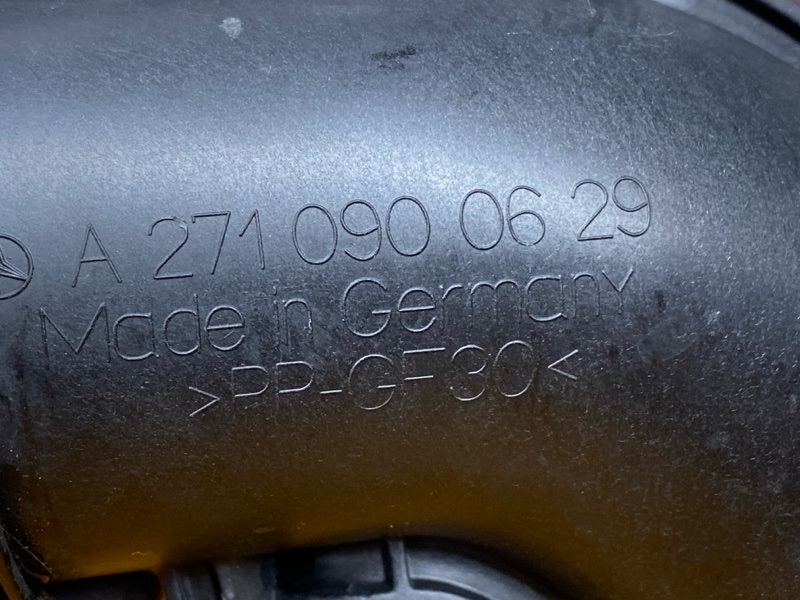 A 271 090 06 29
Made in Germany
>PP-GF30<